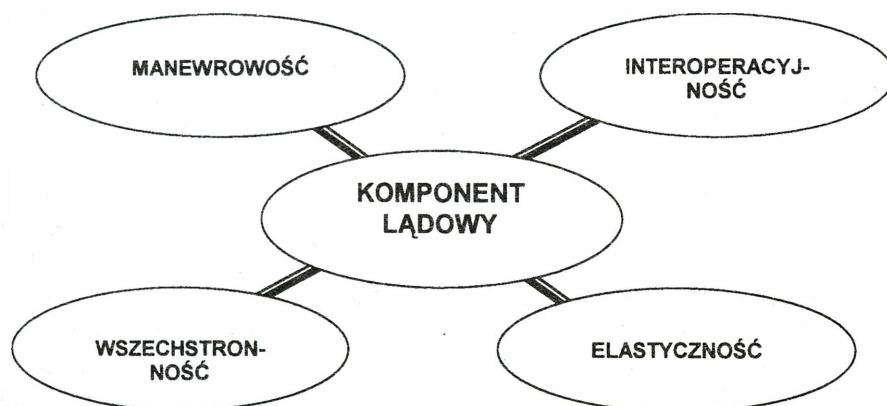 MANEWROWOŚĆ
INTEROPERACYJ-
NOŚĆ
KOMPONENT
LĄDOWY
WSZECHSTRON-
NOŚĆ
ELASTYCZNOŚĆ